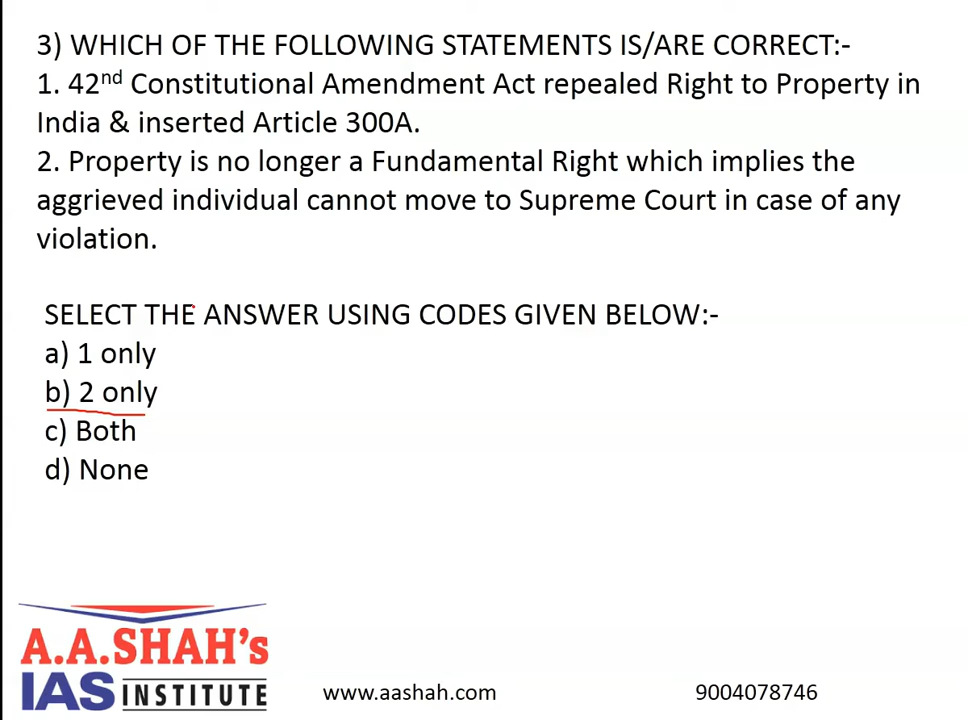 3) WHICH OF THE FOLLOWING STATEMENTS IS/ARE CORRECT:-
1. 42nd Constitutional Amendment Act repealed Right to Property in
India & inserted Article 300A.
2. Property is no longer a Fundamental Right which implies the
aggrieved individual cannot move to Supreme Court in case of any
violation.
SELECT THE ANSWER USING CODES GIVEN BELOW:-
a) 1 only
b) 2 only
c) Both
d) None
A.A.SHAH's
IAS INSTITUTE
www.aashah.com
9004078746